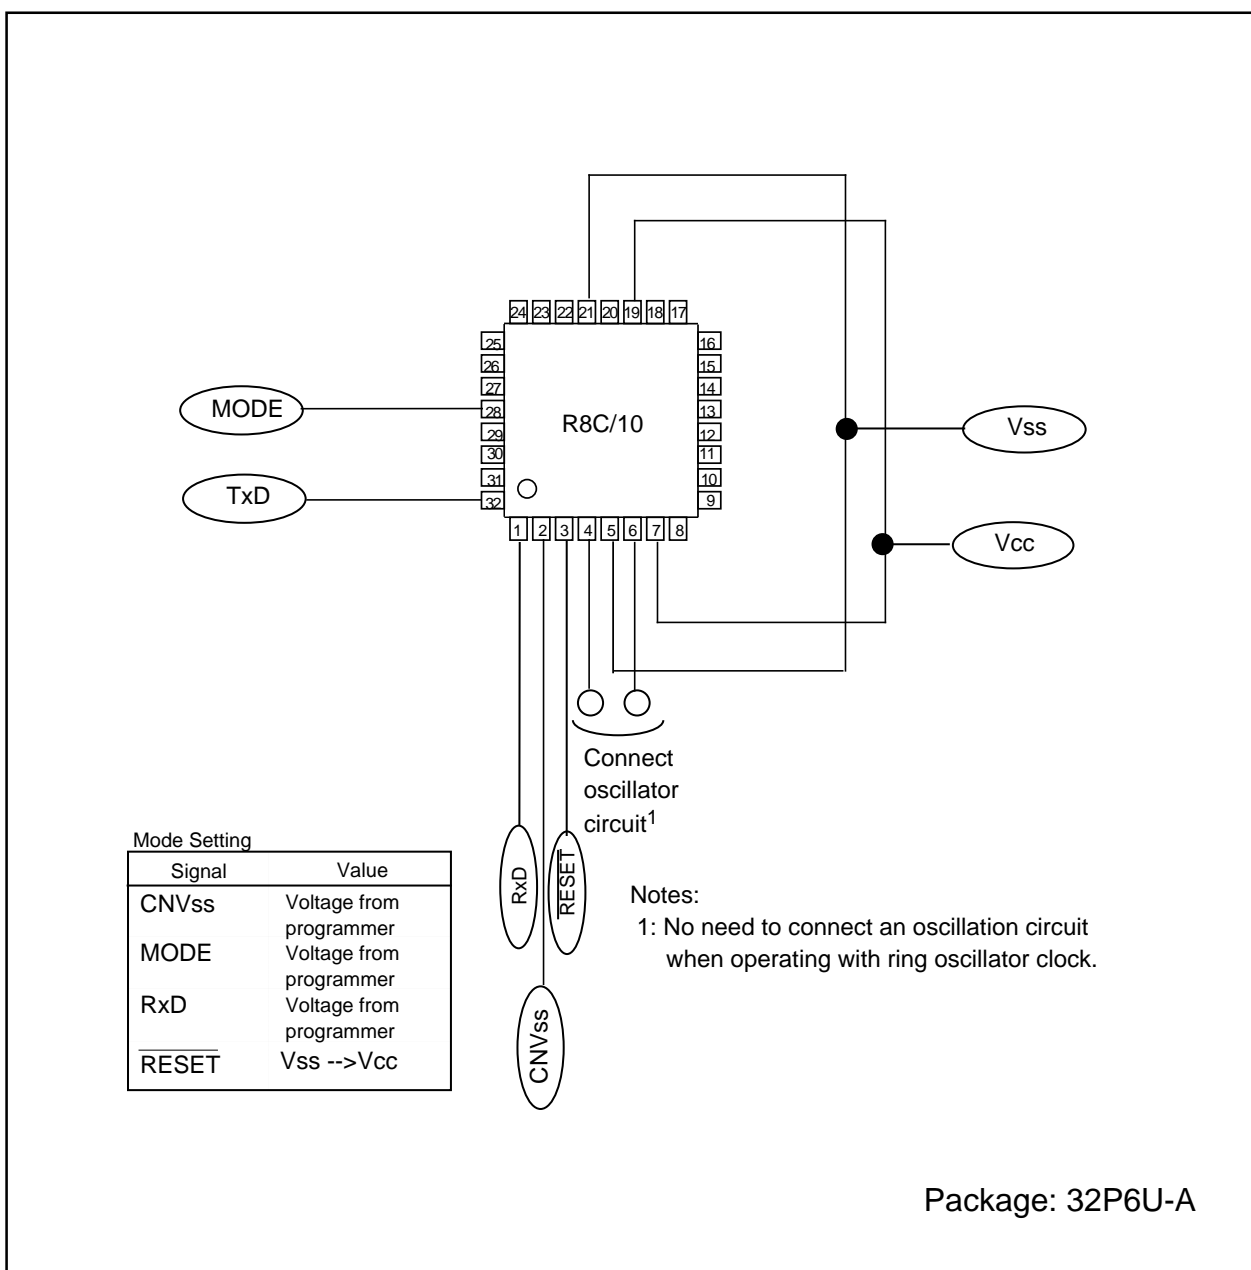 24 23 22 21 20 19 18 17
25 16
26 15
27 14
MODE 28 13
R8C/10
29 12
Vss
30 11
31 10
TxD 32 9
1 2 3 4 5 6 7 8
Vcc
Connect
oscillator
circuit1
RxD
RESET
CNVss
Mode Setting
Signal Value
CNVss Voltage from
programmer
MODE Voltage from
programmer
RxD Voltage from
programmer
RESET Vss -->Vcc
Notes:
1: No need to connect an oscillation circuit
when operating with ring oscillator clock.
Package: 32P6U-A